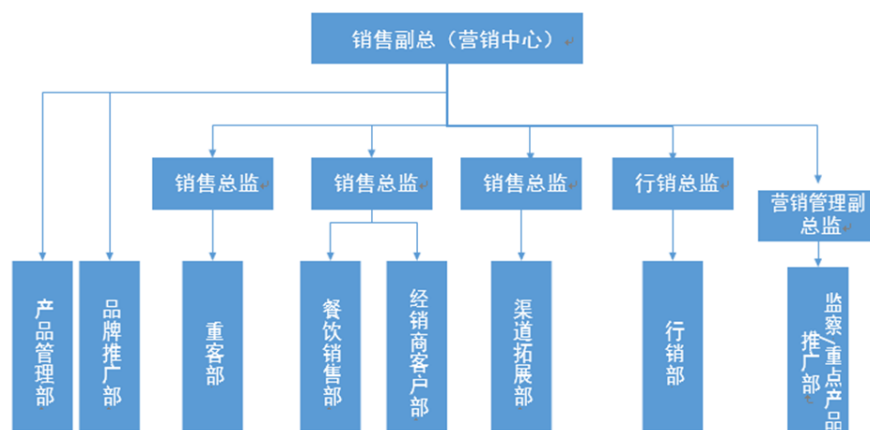 销售副总（营销中心）
销售总监
销售总监
销售总监
行销总监
营销管理副
总监
产品管理部
品牌推广部
重客部
餐饮销售部
经销商客户部
渠道拓展部
行销部
监察/重点产品
推广部